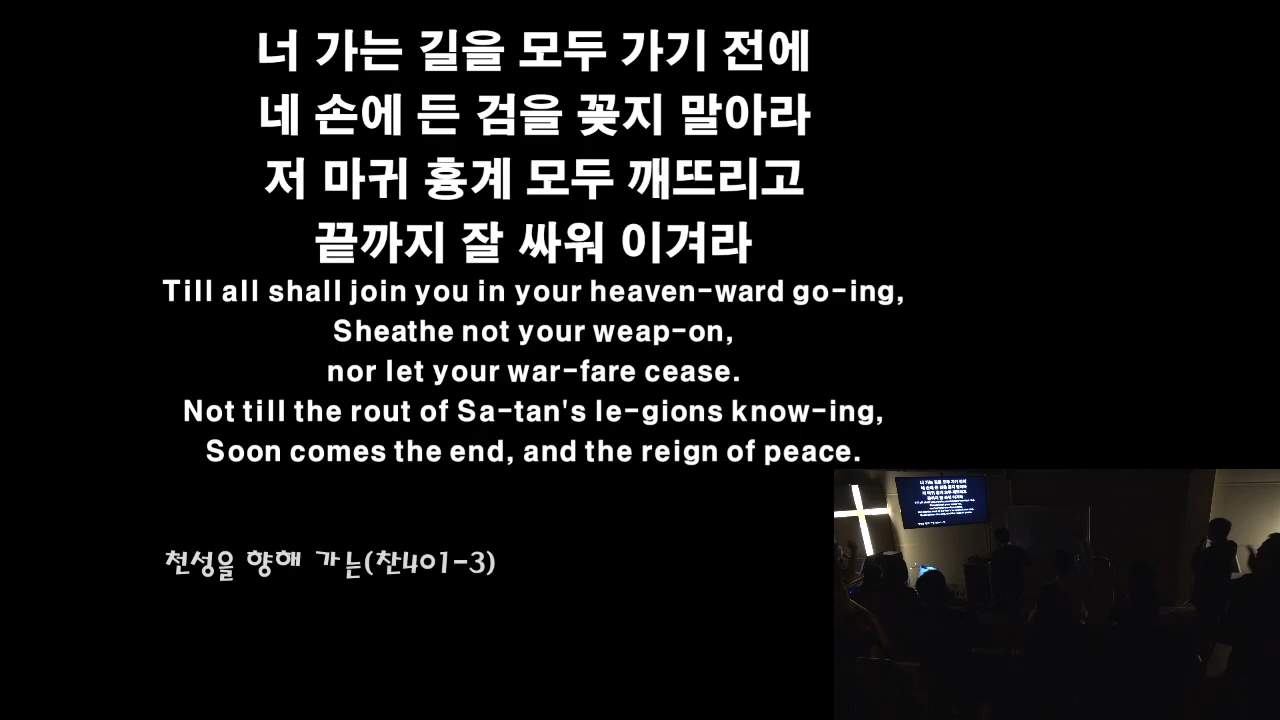 너 가는 길을 모두 가기 전에
네 손에 든 검을 꽂지 말아라
저 마귀 흉계 모두 깨뜨리고
끝까지 잘 싸워 이겨라
Till all shall join you in your heaven-ward go-ing,
Sheathe not your weap-on,
nor let your war-fare cease.
Not till the rout of Sa-tan's le-gions know-ing,
Soon comes the end, and the reign of peace.
천성을 향해 가는(찬401-3)